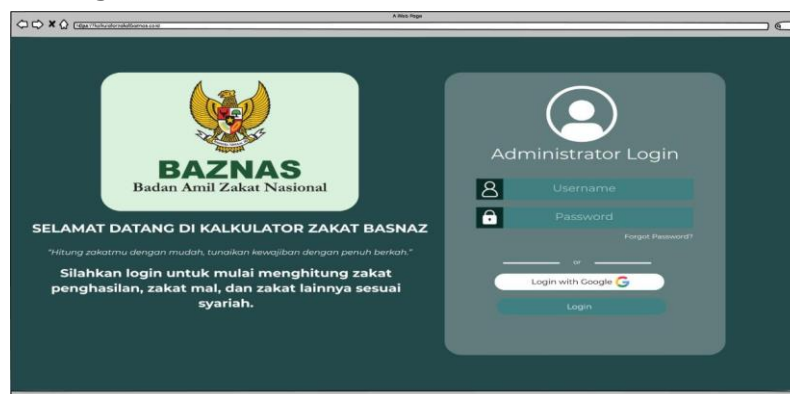 A Web Page
BAZNAS
Badan Amil Zakat Nasional
SELAMAT DATANG DI KALKULATOR ZAKAT BASNAZ
"Hitung zakatmu dengan mudah, tunaikan kewajiban dengan penuh berkah."
Silahkan login untuk mulai menghitung zakat
penghasilan, zakat mal, dan zakat lainnya sesuai
syariah.
Administrator Login
Username
Password
Forgot Password?
or
Login with Google
Login